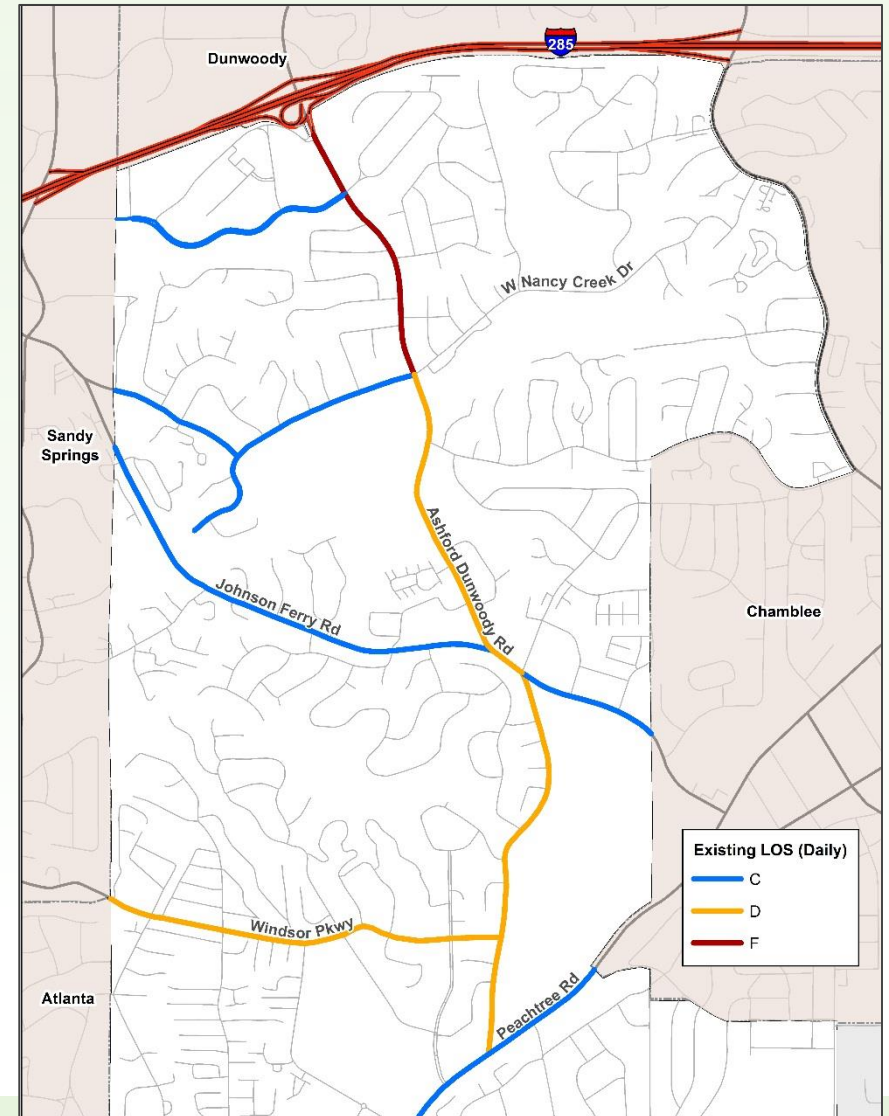 Dunwoody
285
W Nancy Creek Dr
Sandy
Springs
Ashford Dunwoody Rd
Johnson Ferry Rd
Chamblee
Existing LOS (Daily)
C
D
F
Windsor Pkwy
Atlanta
Peachtree Rd